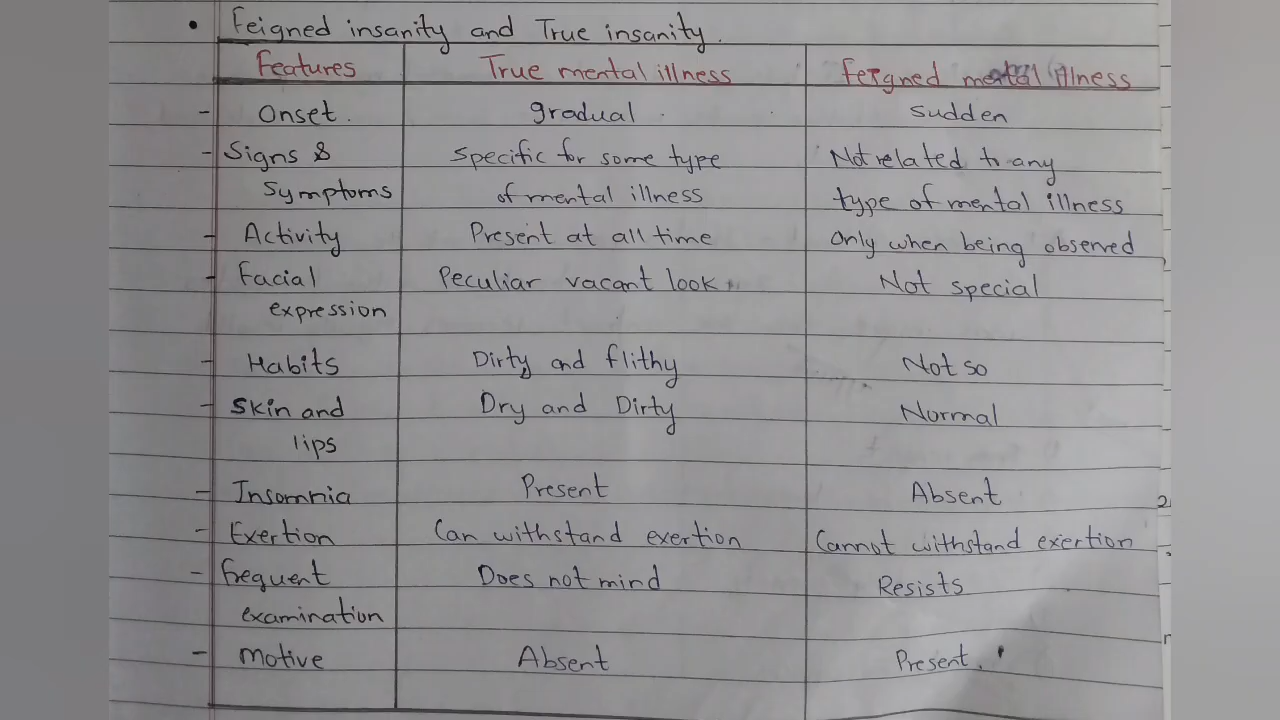 • Feigned insanity and True insanity.
Features True mental illness Feigned mental illness
- Onset. gradual sudden
- Signs & Specific for some type Not related to any
symptoms of mental illness type of mental illness
- Activity Present at all time Only when being observed
- Facial Peculiar vacant look Not special
expression
- Habits Dirty and flithy Not so
- Skin and Dry and Dirty Normal
lips
- Insomnia Present Absent
- Exertion Can withstand exertion Cannot withstand exertion
- frequent Does not mind Resists
examination
- Motive Absent Present.